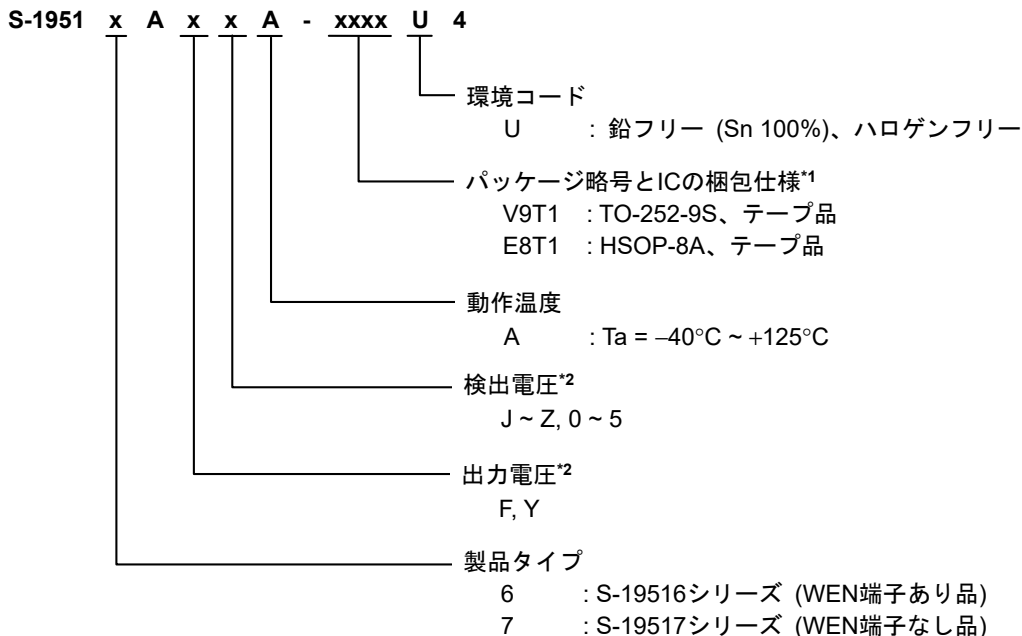 S-1951 x A x x A - xxxx U 4
環境コード
U : 鉛フリー (Sn 100%)、ハロゲンフリー
パッケージ略号とICの梱包仕様*1
V9T1 : TO-252-9S、テープ品
E8T1 : HSOP-8A、テープ品
動作温度
A : Ta = −40°C ~ +125°C
検出電圧*2
J ~ Z, 0 ~ 5
出力電圧*2
F, Y
製品タイプ
6 : S-19516シリーズ (WEN端子あり品)
7 : S-19517シリーズ (WEN端子なし品)